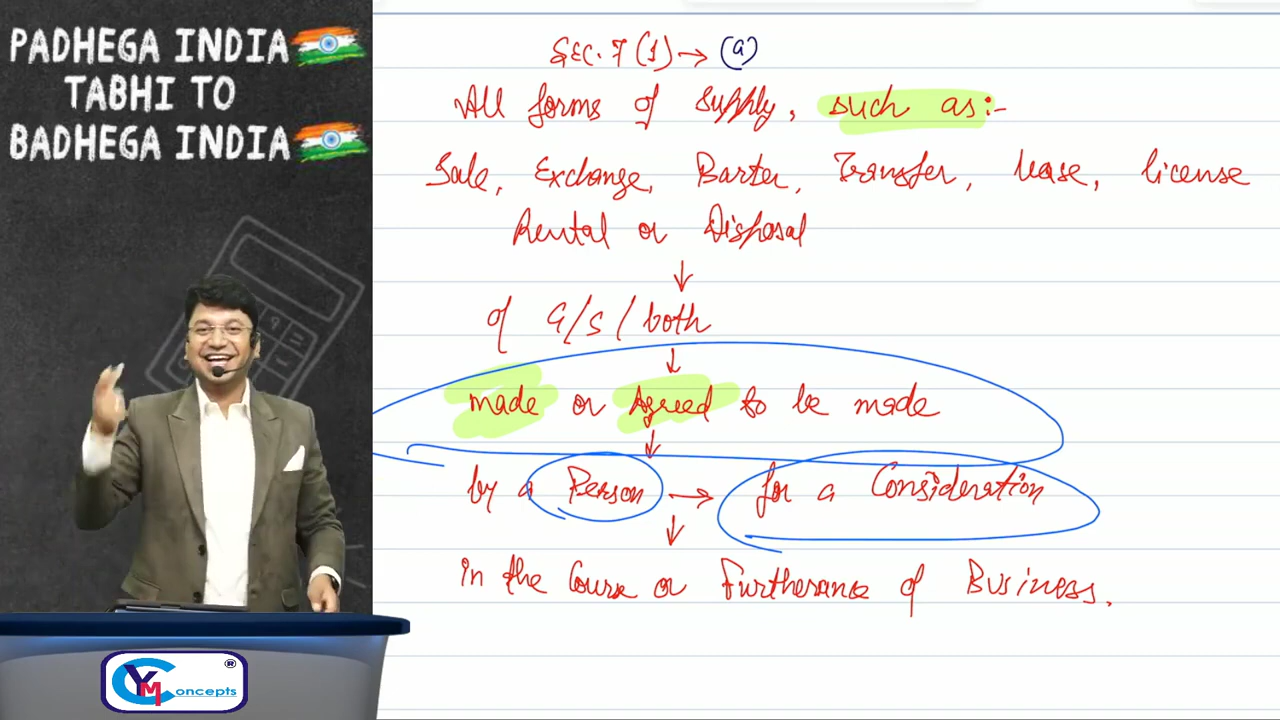 PADHEGA INDIA
TABHI TO
BADHEGA INDIA
Sec. 7 (1) → (a)
All forms of supply, such as:-
Sale, Exchange, Barter, Transfer, lease, license
Rental or Disposal
↓
of G/S/both
↓
made or Agreed to be made
↓
by a Person → for a Consideration
↓
in the Course or Furtherance of Business.
YM Concepts ®